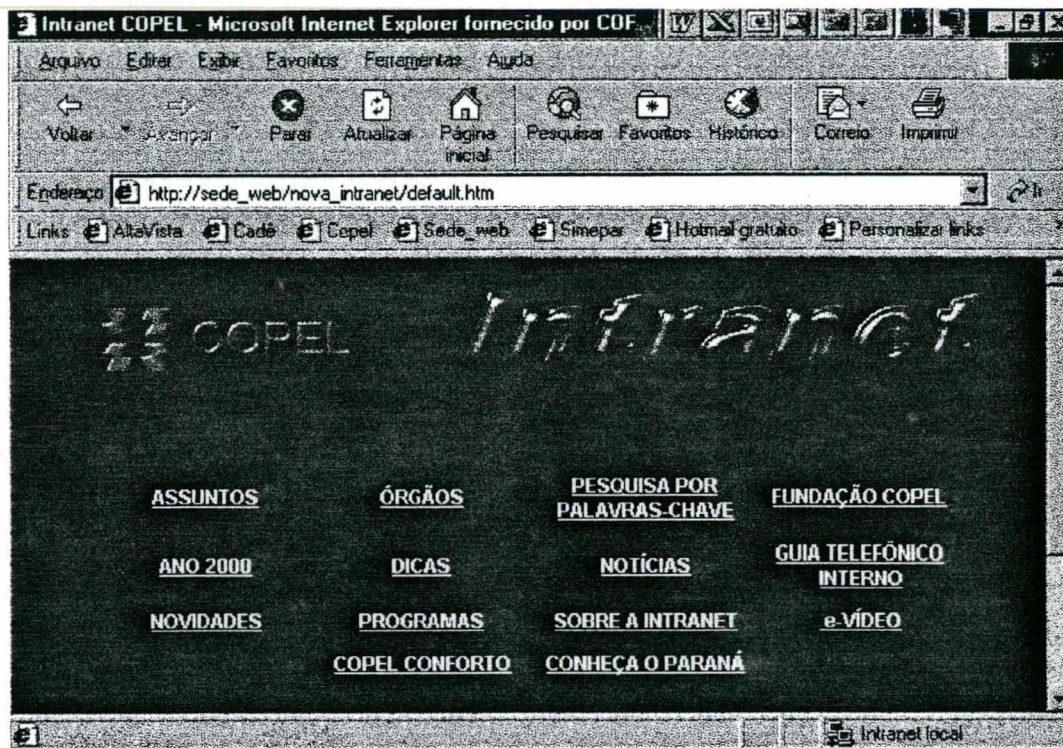 Intranet COPEL - Microsoft Internet Explorer fornecido por COF
Arquivo Editar Exibir Favoritos Ferramentas Ajuda
Voltar Avançar Parar Atualizar Página inicial Pesquisar Favoritos Histórico Correio Imprimir
Endereço http://sede_web/nova_intranet/default.htm Ir
Links AltaVista Cadê Copel Sede_web Simepar Hotmail gratuito Personalizar links
COPEL Intranet
ASSUNTOS ÓRGÃOS PESQUISA POR PALAVRAS-CHAVE FUNDAÇÃO COPEL
ANO 2000 DICAS NOTÍCIAS GUIA TELEFÔNICO INTERNO
NOVIDADES PROGRAMAS SOBRE A INTRANET e-VÍDEO
COPEL CONFORTO CONHEÇA O PARANÁ
Intranet local